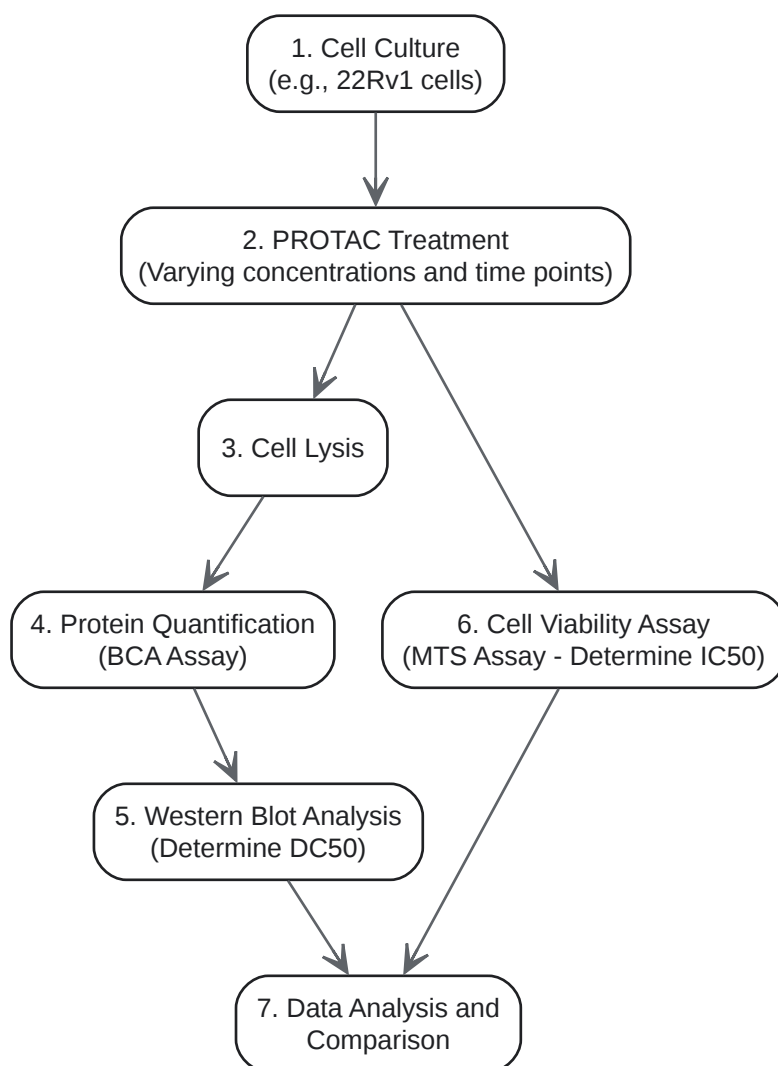 1. Cell Culture
(e.g., 22Rv1 cells)
2. PROTAC Treatment
(Varying concentrations and time points)
3. Cell Lysis
4. Protein Quantification
(BCA Assay)
6. Cell Viability Assay
(MTS Assay - Determine IC50)
5. Western Blot Analysis
(Determine DC50)
7. Data Analysis and
Comparison